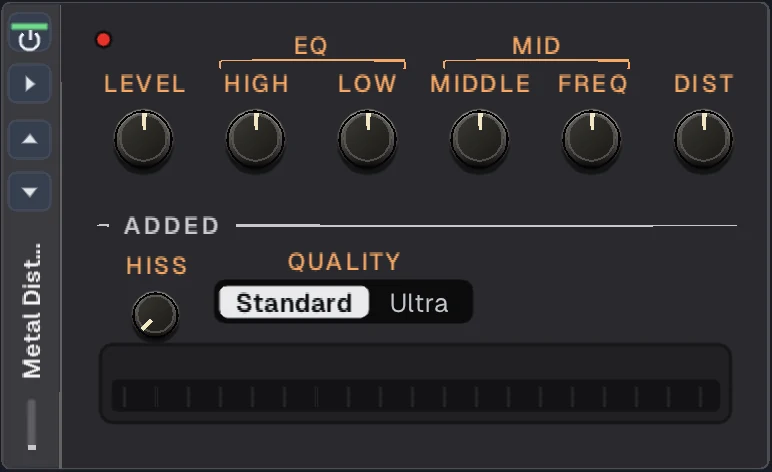 EQ
MID
LEVEL
HIGH
LOW
MIDDLE
FREQ
DIST
ADDED
HISS
QUALITY
Standard
Ultra
Metal Dist...